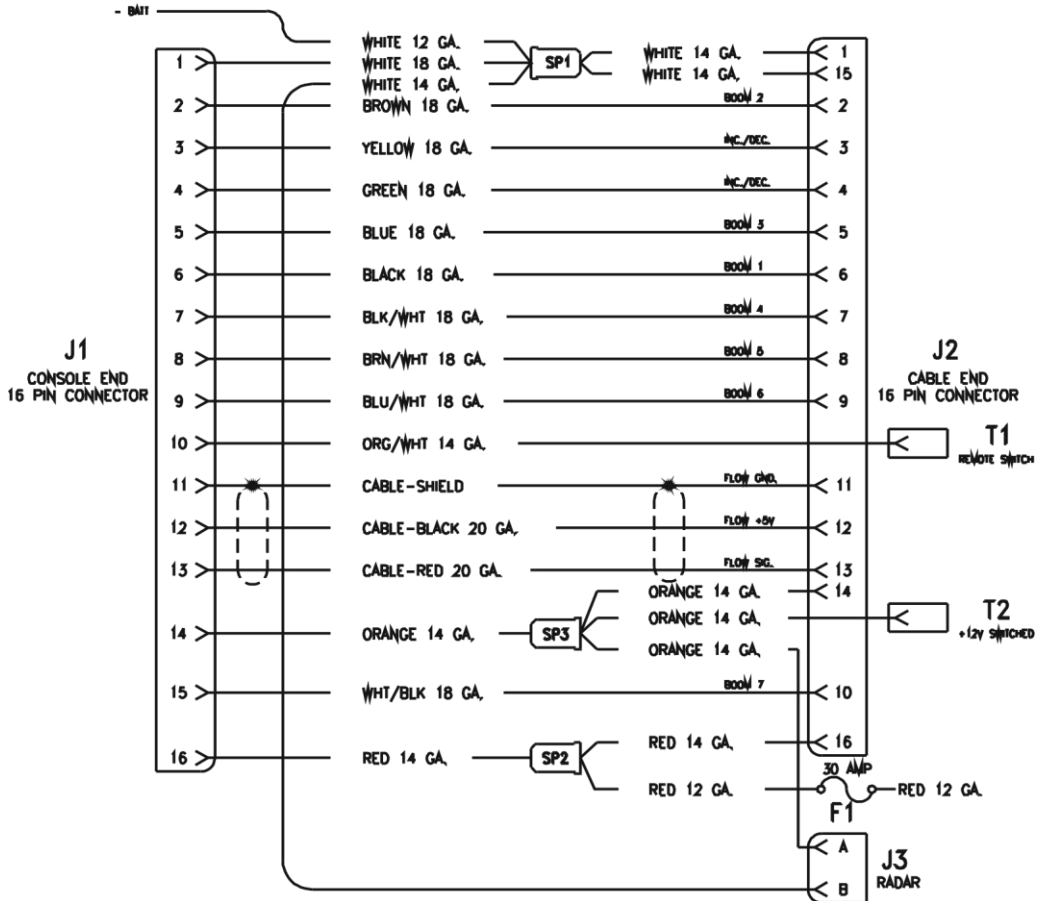 - BATT
WHITE 12 GA.
1 WHITE 18 GA. SP1 WHITE 14 GA. 1
WHITE 14 GA. WHITE 14 GA. 15
2 BROWN 18 GA. BOOM 2 2
3 YELLOW 18 GA. INC./DEC. 3
4 GREEN 18 GA. INC./DEC. 4
5 BLUE 18 GA. BOOM 3 5
6 BLACK 18 GA. BOOM 1 6
7 BLK/WHT 18 GA. BOOM 4 7
J1
CONSOLE END
16 PIN CONNECTOR
8 BRN/WHT 18 GA. BOOM 5 8
J2
CABLE END
16 PIN CONNECTOR
9 BLU/WHT 18 GA. BOOM 6 9
10 ORG/WHT 14 GA. T1
REMOTE SWITCH
11 CABLE-SHIELD FLOW GND. 11
12 CABLE-BLACK 20 GA. FLOW +5V 12
13 CABLE-RED 20 GA. FLOW SIG. 13
ORANGE 14 GA. 14
ORANGE 14 GA. T2
+12V SWITCHED
14 ORANGE 14 GA. SP3
ORANGE 14 GA.
15 WHT/BLK 18 GA. BOOM 7 10
RED 14 GA. 16
16 RED 14 GA. SP2
30 AMP
RED 12 GA. RED 12 GA.
F1
A
J3
RADAR
B